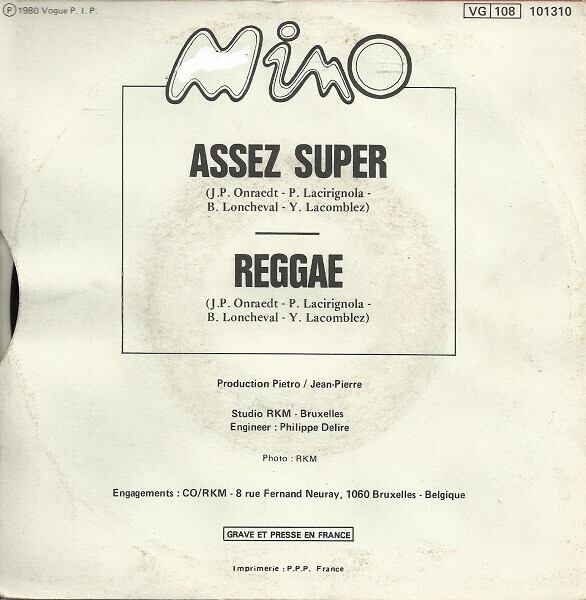 ℗ 1980 Vogue P. I. P.
VG 108 101310
Mino
ASSEZ SUPER
(J.P. Onraedt - P. Lacirignola -
B. Loncheval - Y. Lacomblez)
REGGAE
(J.P. Onraedt - P. Lacirignola -
B. Loncheval - Y. Lacomblez)
Production Pietro / Jean-Pierre
Studio RKM - Bruxelles
Engineer : Philippe Delire
Photo : RKM
Engagements : CO/RKM - 8 rue Fernand Neuray, 1060 Bruxelles - Belgique
GRAVE ET PRESSE EN FRANCE
Imprimerie : P.P.P. France